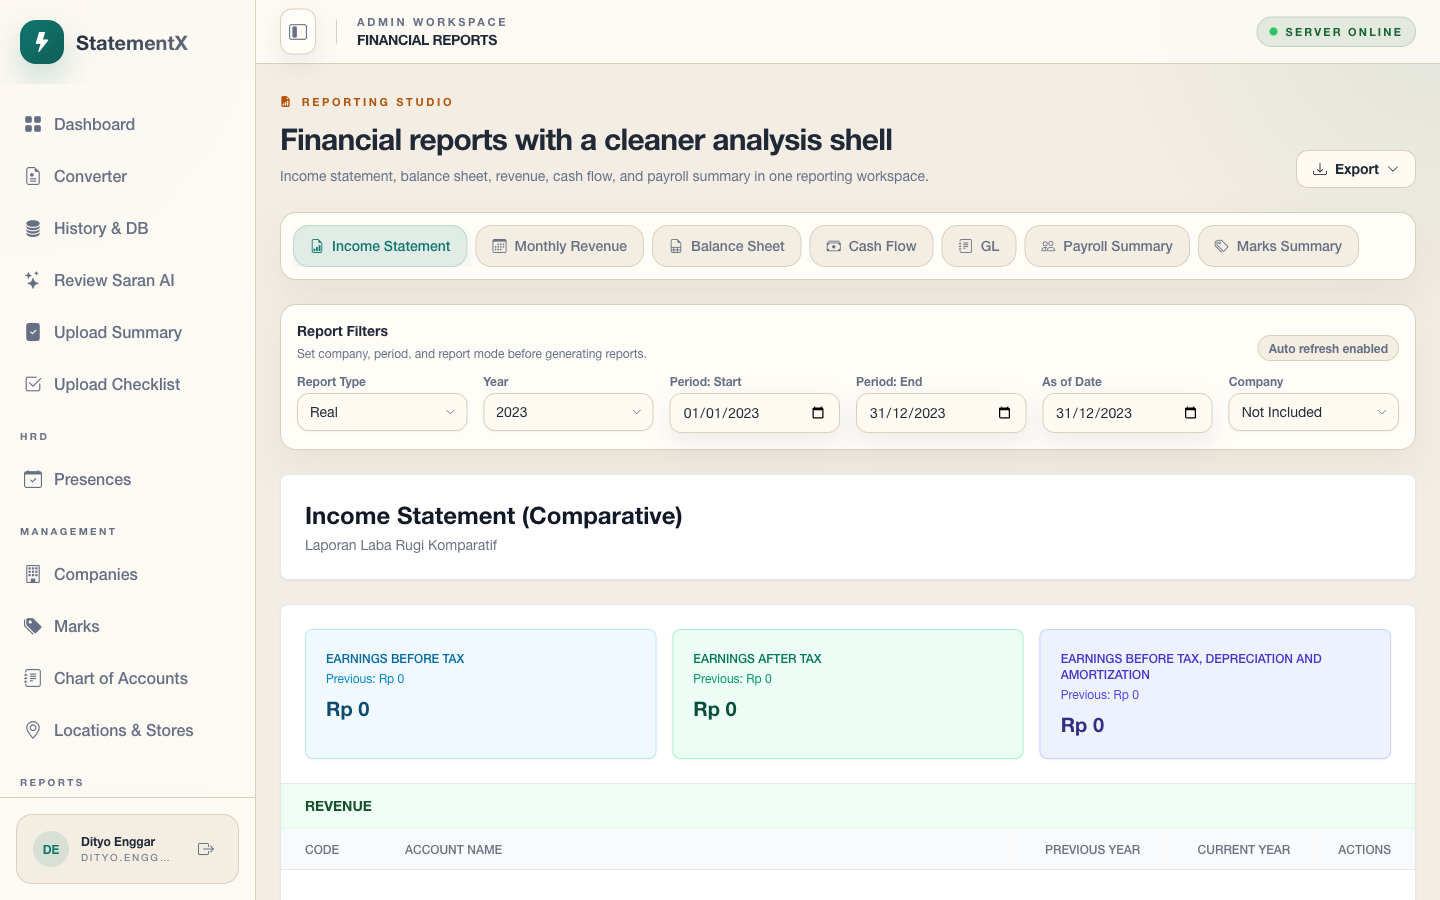 StatementX
Dashboard
Converter
History & DB
Review Saran AI
Upload Summary
Upload Checklist
HRD
Presences
MANAGEMENT
Companies
Marks
Chart of Accounts
Locations & Stores
REPORTS
DE
Dityo Enggar
DITYO.ENGG...
ADMIN WORKSPACE
FINANCIAL REPORTS
SERVER ONLINE
REPORTING STUDIO
Financial reports with a cleaner analysis shell
Income statement, balance sheet, revenue, cash flow, and payroll summary in one reporting workspace.
Export
Income Statement
Monthly Revenue
Balance Sheet
Cash Flow
GL
Payroll Summary
Marks Summary
Report Filters
Set company, period, and report mode before generating reports.
Auto refresh enabled
Report Type
Year
Period: Start
Period: End
As of Date
Company
Real
2023
01/01/2023
31/12/2023
31/12/2023
Not Included
Income Statement (Comparative)
Laporan Laba Rugi Komparatif
EARNINGS BEFORE TAX
Previous: Rp 0
Rp 0
EARNINGS AFTER TAX
Previous: Rp 0
Rp 0
EARNINGS BEFORE TAX, DEPRECIATION AND
AMORTIZATION
Previous: Rp 0
Rp 0
REVENUE
CODE
ACCOUNT NAME
PREVIOUS YEAR
CURRENT YEAR
ACTIONS